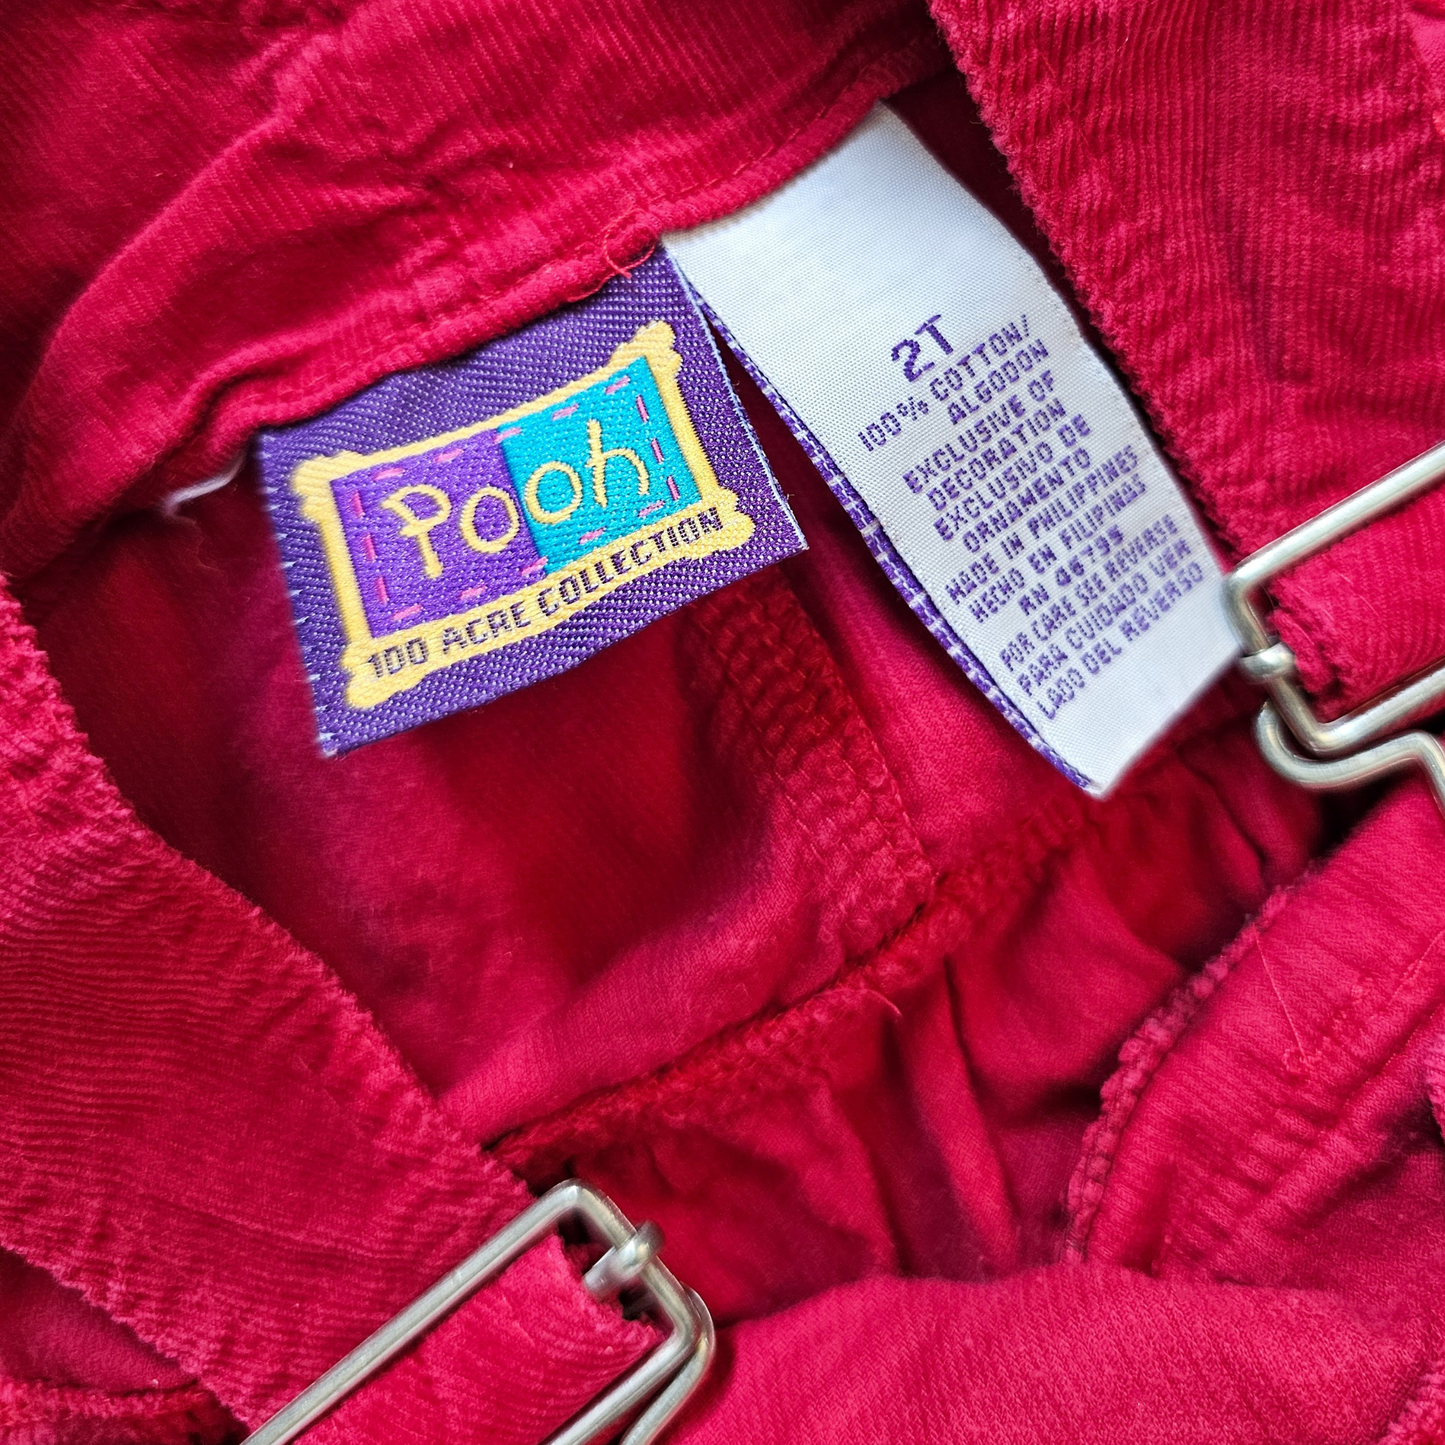 Pooh
100 ACRE COLLECTION
2T
100% COTTON/
ALGODON
EXCLUSIVE OF
DECORATION
EXCLUSIVO DE
ORNAMENTO
MADE IN PHILIPPINES
HECHO EN FILIPINAS
RN 46795
FOR CARE SEE REVERSE
PARA CUIDADO VER
LADO DEL REVERSO